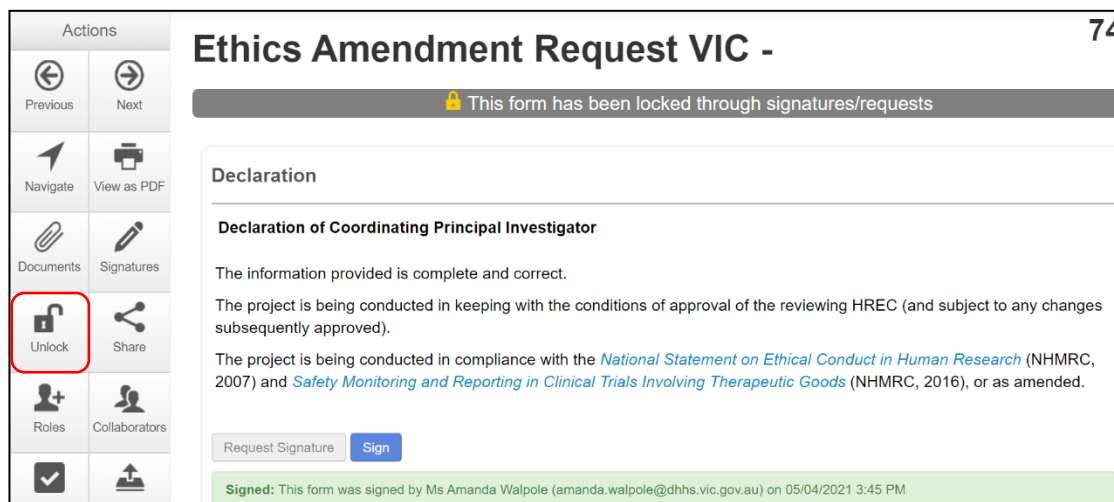 Actions
Previous
Next
Navigate
View as PDF
Documents
Signatures
Unlock
Share
Roles
Collaborators
Ethics Amendment Request VIC -
74
This form has been locked through signatures/requests
Declaration
Declaration of Coordinating Principal Investigator
The information provided is complete and correct.
The project is being conducted in keeping with the conditions of approval of the reviewing HREC (and subject to any changes
subsequently approved).
The project is being conducted in compliance with the National Statement on Ethical Conduct in Human Research (NHMRC,
2007) and Safety Monitoring and Reporting in Clinical Trials Involving Therapeutic Goods (NHMRC, 2016), or as amended.
Request Signature
Sign
Signed: This form was signed by Ms Amanda Walpole (amanda.walpole@dhhs.vic.gov.au) on 05/04/2021 3:45 PM